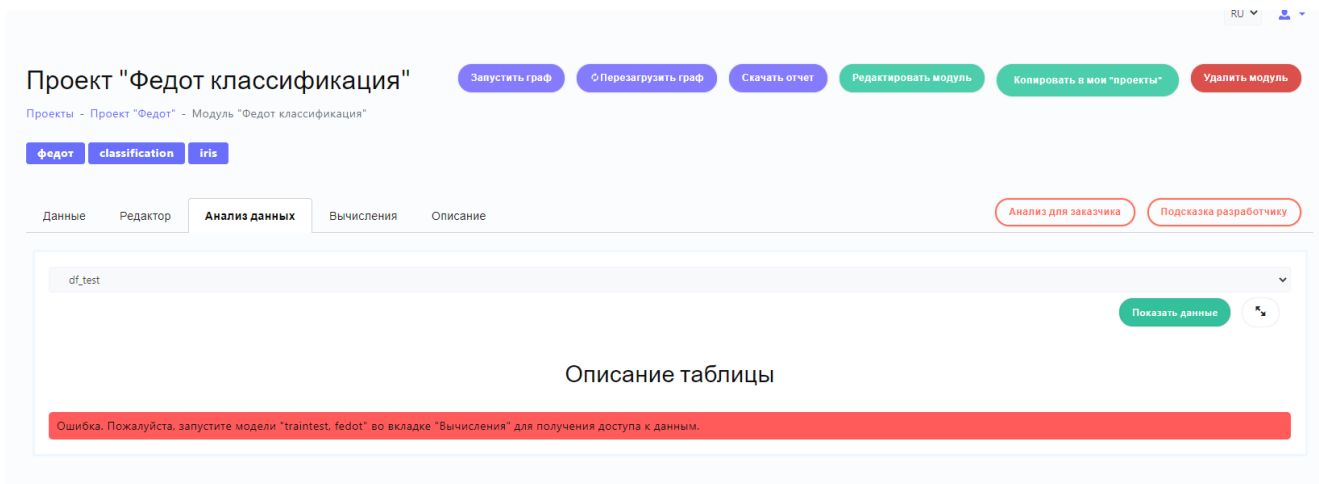 RU
Проект "Федот классификация"
Запустить граф
Перезагрузить граф
Скачать отчет
Редактировать модуль
Копировать в мои "проекты"
Удалить модуль
Проекты - Проект "Федот" - Модуль "Федот классификация"
федот classification iris
Данные Редактор Анализ данных Вычисления Описание
Анализ для заказчика
Подсказка разработчику
df_test
Показать данные
Описание таблицы
Ошибка. Пожалуйста, запустите модели "traintest, fedot" во вкладке "Вычисления" для получения доступа к данным.